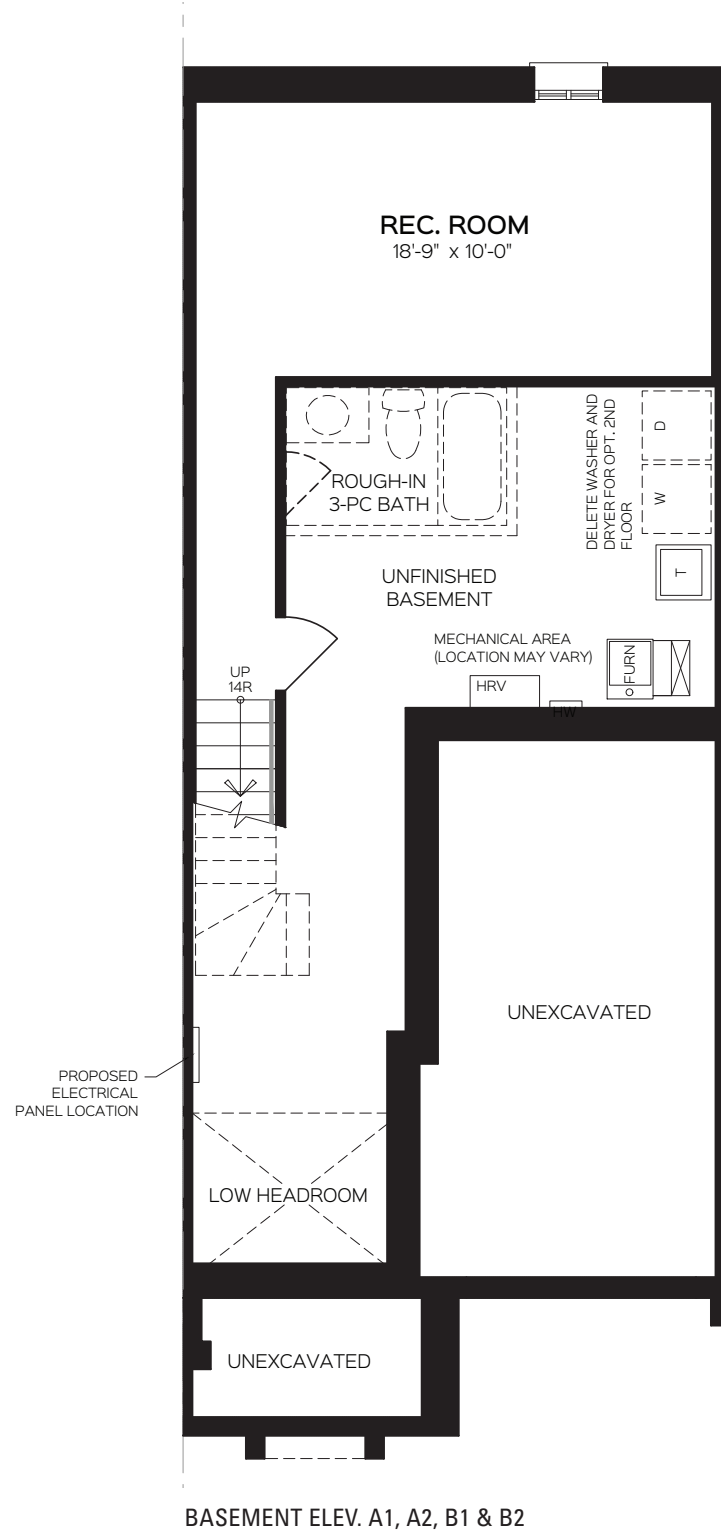 REC. ROOM
18'-9" x 10'-0"
DELETE WASHER AND
DRYER FOR OPT. 2ND
FLOOR
D
W
T
ROUGH-IN
3-PC BATH
UNFINISHED
BASEMENT
MECHANICAL AREA
(LOCATION MAY VARY)
FURN
HRV
HW
UP
14R
UNEXCAVATED
PROPOSED
ELECTRICAL
PANEL LOCATION
LOW HEADROOM
UNEXCAVATED
BASEMENT ELEV. A1, A2, B1 & B2